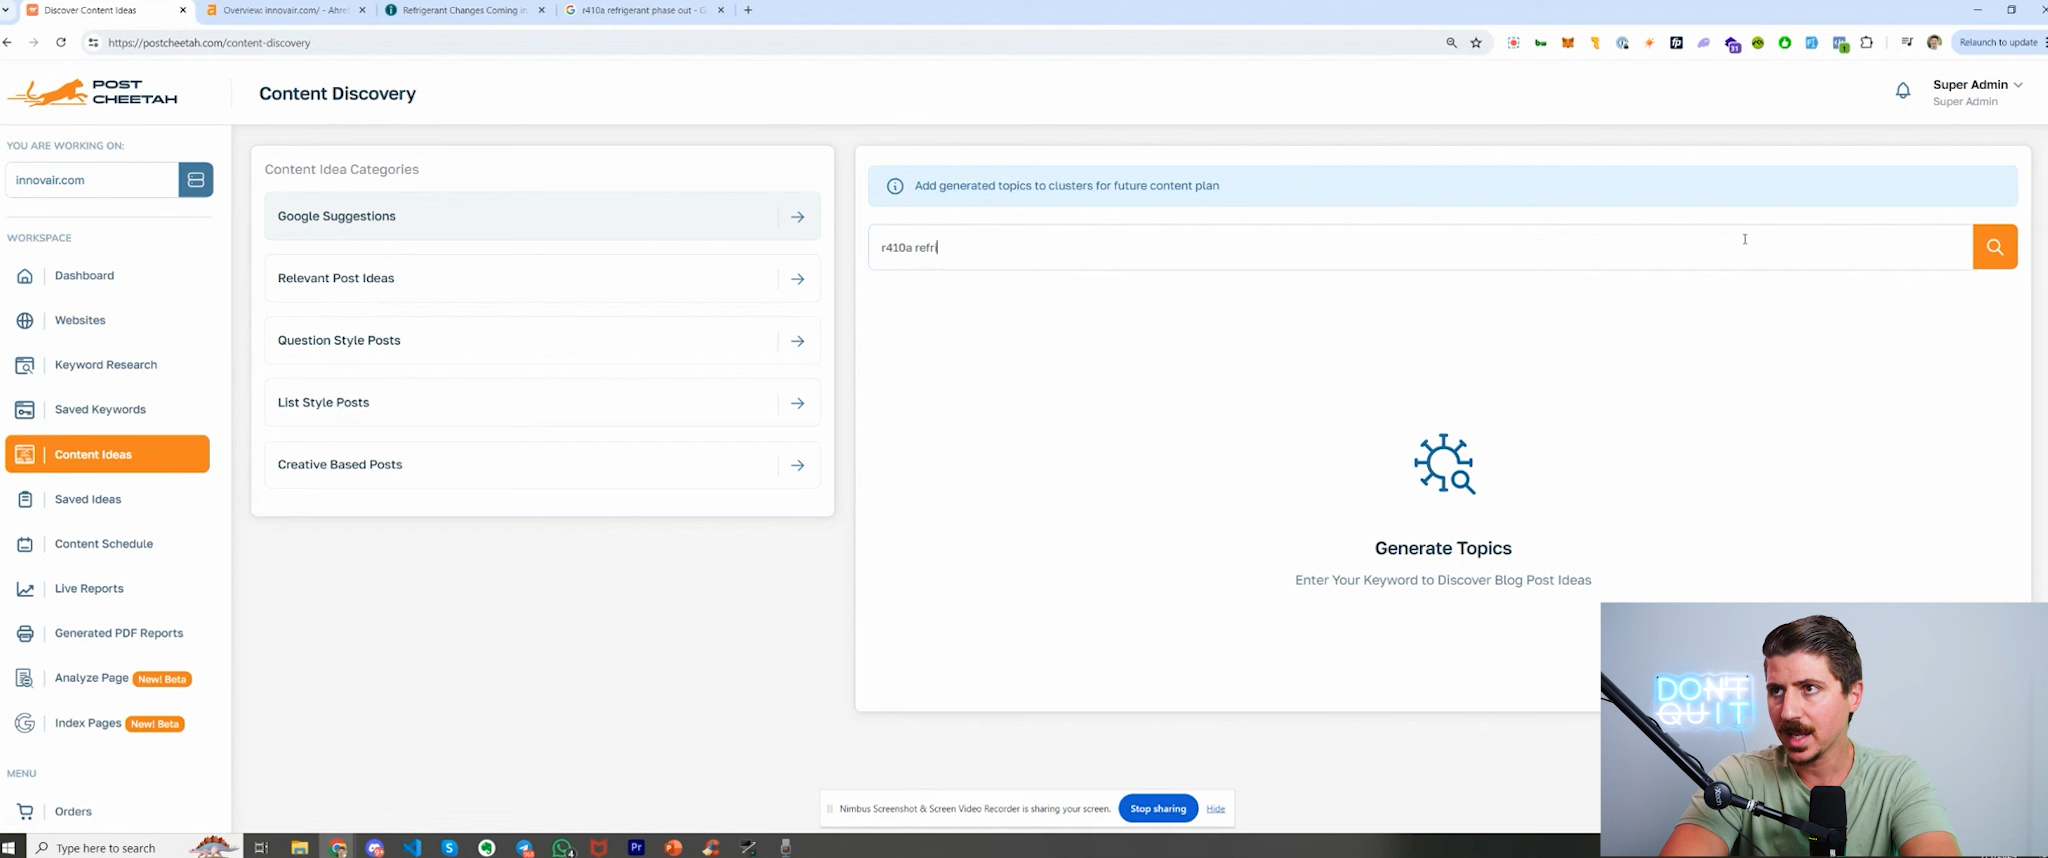 Discover Content Ideas
Overview: innovair.com/ - Ahre
Refrigerant Changes Coming in
r410a refrigerant phase out - G
https://postcheetah.com/content-discovery
Relaunch to update
POST
CHEETAH
Content Discovery
Super Admin
Super Admin
YOU ARE WORKING ON:
innovair.com
WORKSPACE
Dashboard
Websites
Keyword Research
Saved Keywords
Content Ideas
Saved Ideas
Content Schedule
Live Reports
Generated PDF Reports
Analyze Page New! Beta
Index Pages New! Beta
MENU
Orders
Content Idea Categories
Google Suggestions
Relevant Post Ideas
Question Style Posts
List Style Posts
Creative Based Posts
Add generated topics to clusters for future content plan
r410a refri
Generate Topics
Enter Your Keyword to Discover Blog Post Ideas
DON'T
QUIT
Nimbus Screenshot & Screen Video Recorder is sharing your screen.
Stop sharing
Hide
Type here to search